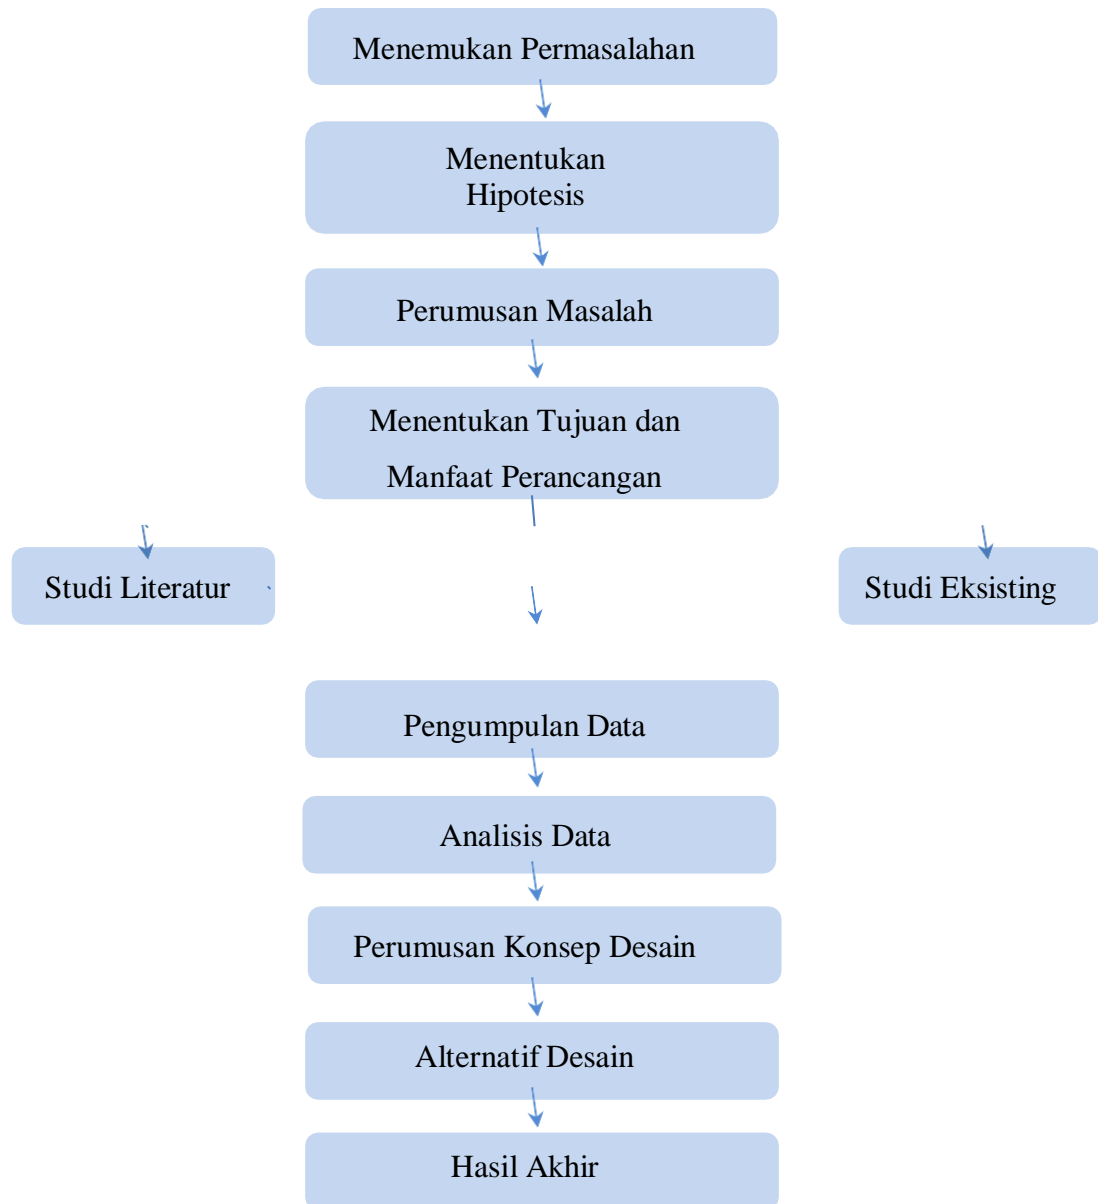 Menemukan Permasalahan
Menentukan
Hipotesis
Perumusan Masalah
Menentukan Tujuan dan
Manfaat Perancangan
Studi Literatur
Studi Eksisting
Pengumpulan Data
Analisis Data
Perumusan Konsep Desain
Alternatif Desain
Hasil Akhir